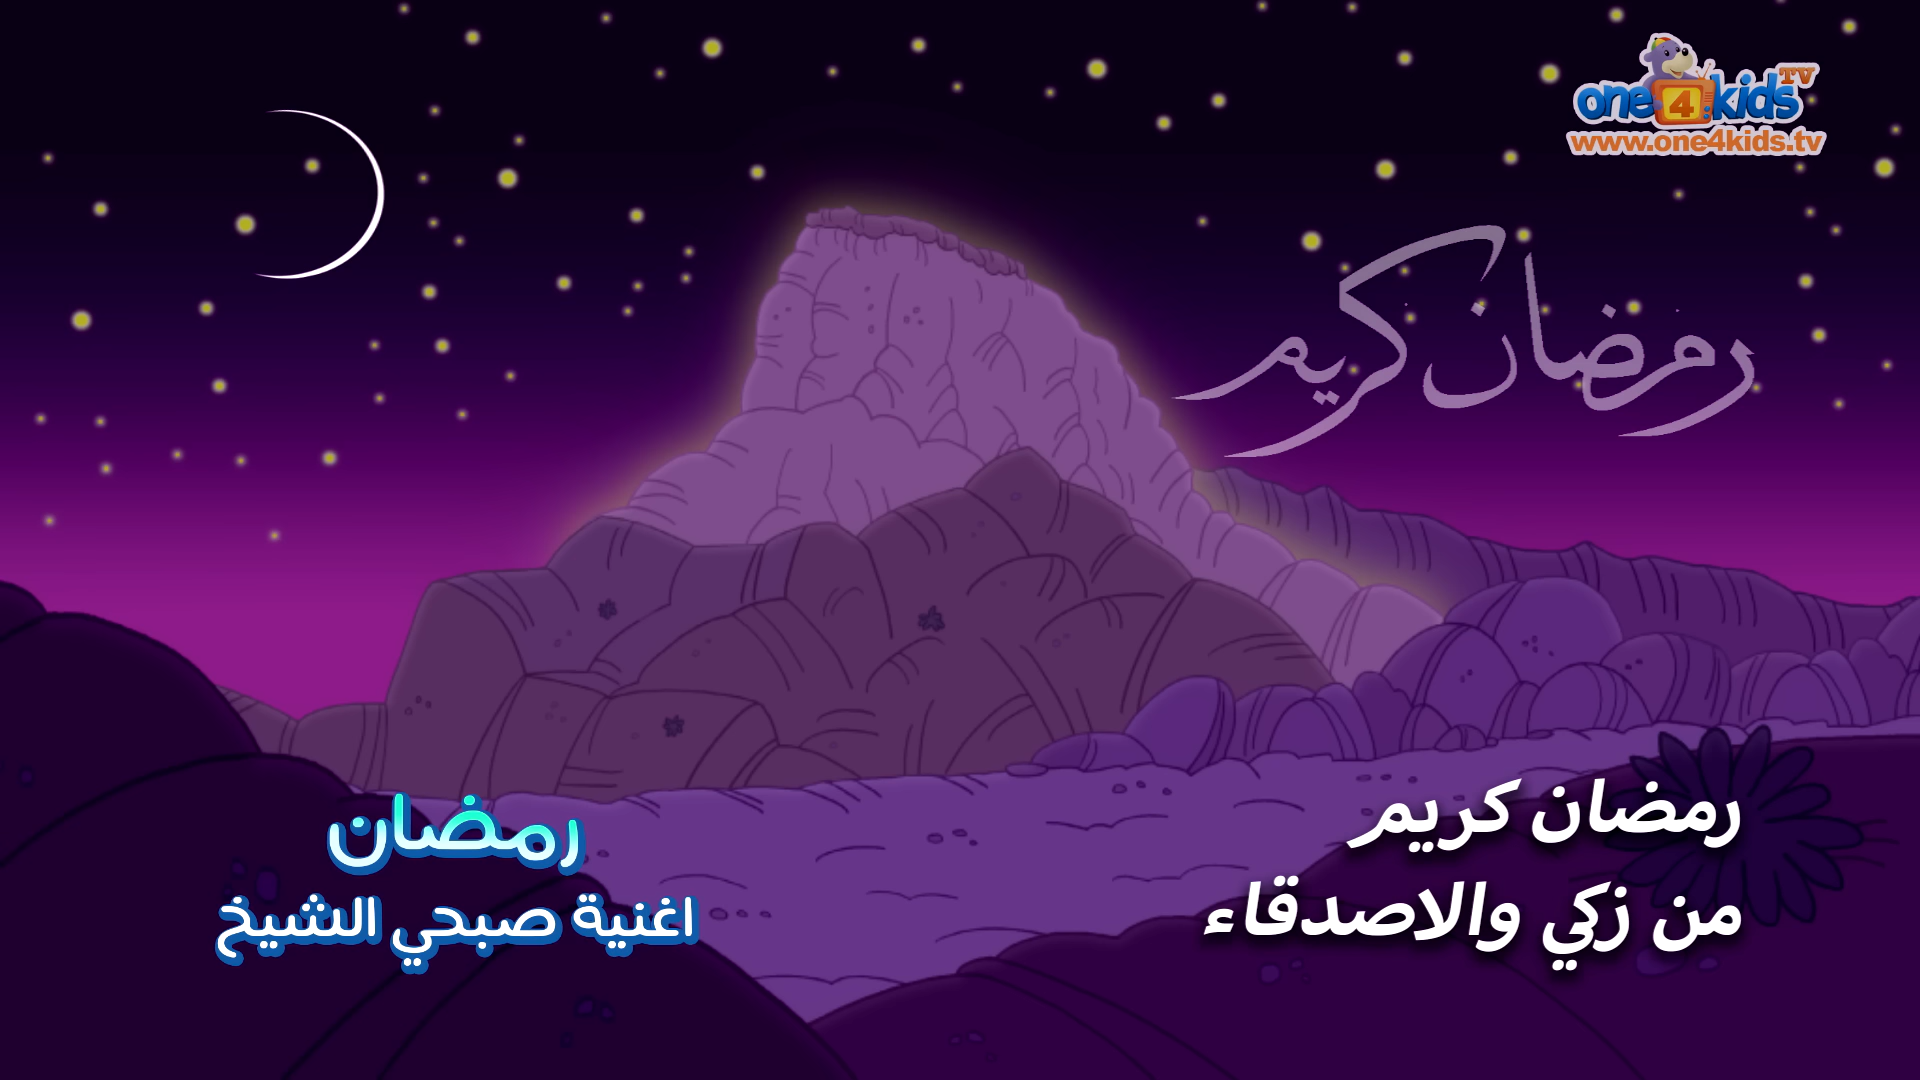 one4kids TV
www.one4kids.tv
رمضان كريم
رمضان كريم
من زكي والاصدقاء
رمضان
اغنية صبحي الشيخ